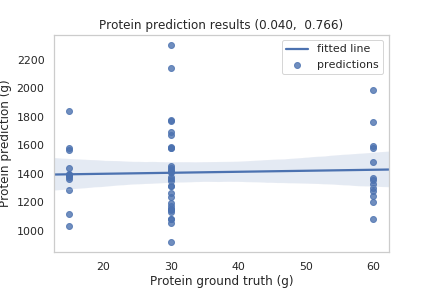 Protein prediction results (0.040,  0.766)
fitted line
predictions
Protein prediction (g)
2200
2000
1800
1600
1400
1200
1000
20
30
40
50
60
Protein ground truth (g)